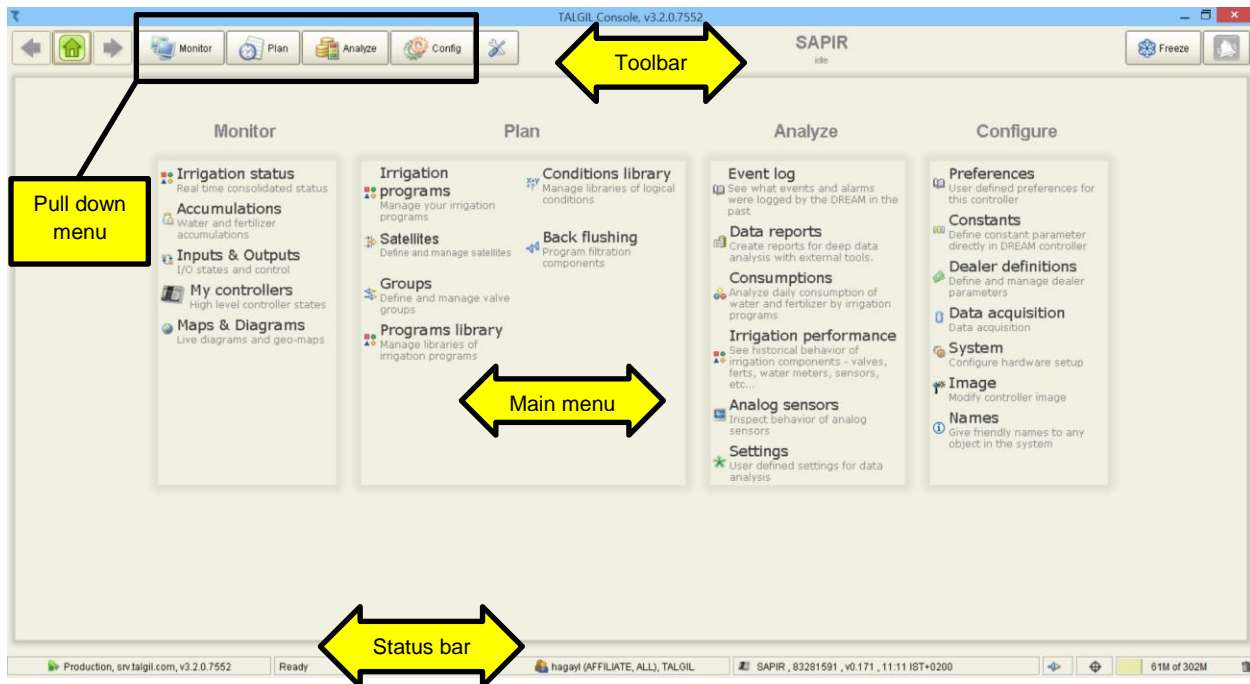 TALGIL Console, v3.2.0.7552
Monitor
Plan
Analyze
Config
Toolbar
SAPIR
idle
Freeze
Pull down
menu
Monitor
Irrigation status
Real time consolidated status
Accumulations
Water and fertilizer
accumulations
Inputs & Outputs
I/O states and control
My controllers
High level controller states
Maps & Diagrams
Live diagrams and geo-maps
Plan
Irrigation
programs
Manage your irrigation
programs
Satellites
Define and manage satellites
Groups
Define and manage valve
groups
Programs library
Manage libraries of
irrigation programs
Conditions library
Manage libraries of logical
conditions
Back flushing
Program filtration
components
Main menu
Analyze
Event log
See what events and alarms
were logged by the DREAM in the
past
Data reports
Create reports for deep data
analysis with external tools.
Consumptions
Analyze daily consumption of
water and fertilizer by irrigation
programs
Irrigation performance
See historical behavior of
irrigation components - valves,
ferts, water meters, sensors,
etc...
Analog sensors
Inspect behavior of analog
sensors
Settings
User defined settings for data
analysis
Configure
Preferences
User defined preferences for
this controller
Constants
Define constant parameter
directly in DREAM controller
Dealer definitions
Define and manage dealer
parameters
Data acquisition
Data acquisition
System
Configure hardware setup
Image
Modify controller image
Names
Give friendly names to any
object in the system
Status bar
Production, srv.talgil.com, v3.2.0.7552
Ready
hagayl (AFFILIATE, ALL), TALGIL
SAPIR , 83281591 , v0.171 , 11:11 IST+0200
61M of 302M